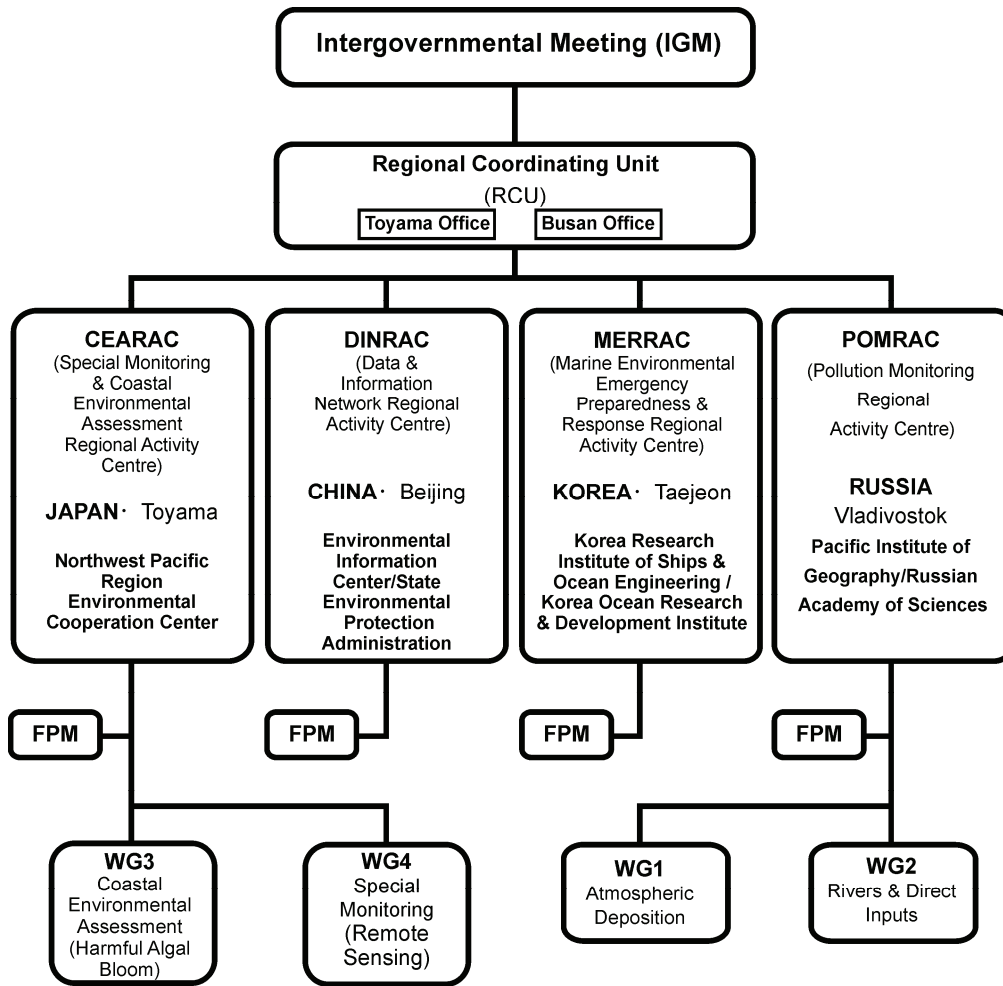 Intergovernmental Meeting (IGM)
Regional Coordinating Unit
(RCU)
Toyama Office
Busan Office
CEARAC
(Special Monitoring
& Coastal
Environmental
Assessment
Regional Activity
Centre)
JAPAN· Toyama
Northwest Pacific
Region
Environmental
Cooperation Center
DINRAC
(Data &
Information
Network Regional
Activity Centre)
CHINA· Beijing
Environmental
Information
Center/State
Environmental
Protection
Administration
MERRAC
(Marine Environmental
Emergency
Preparedness &
Response Regional
Activity Centre)
KOREA· Taejeon
Korea Research
Institute of Ships &
Ocean Engineering /
Korea Ocean Research
& Development Institute
POMRAC
(Pollution Monitoring
Regional
Activity Centre)
RUSSIA
Vladivostok
Pacific Institute of
Geography/Russian
Academy of Sciences
FPM
FPM
FPM
FPM
WG3
Coastal
Environmental
Assessment
(Harmful Algal
Bloom)
WG4
Special
Monitoring
(Remote
Sensing)
WG1
Atmospheric
Deposition
WG2
Rivers & Direct
Inputs